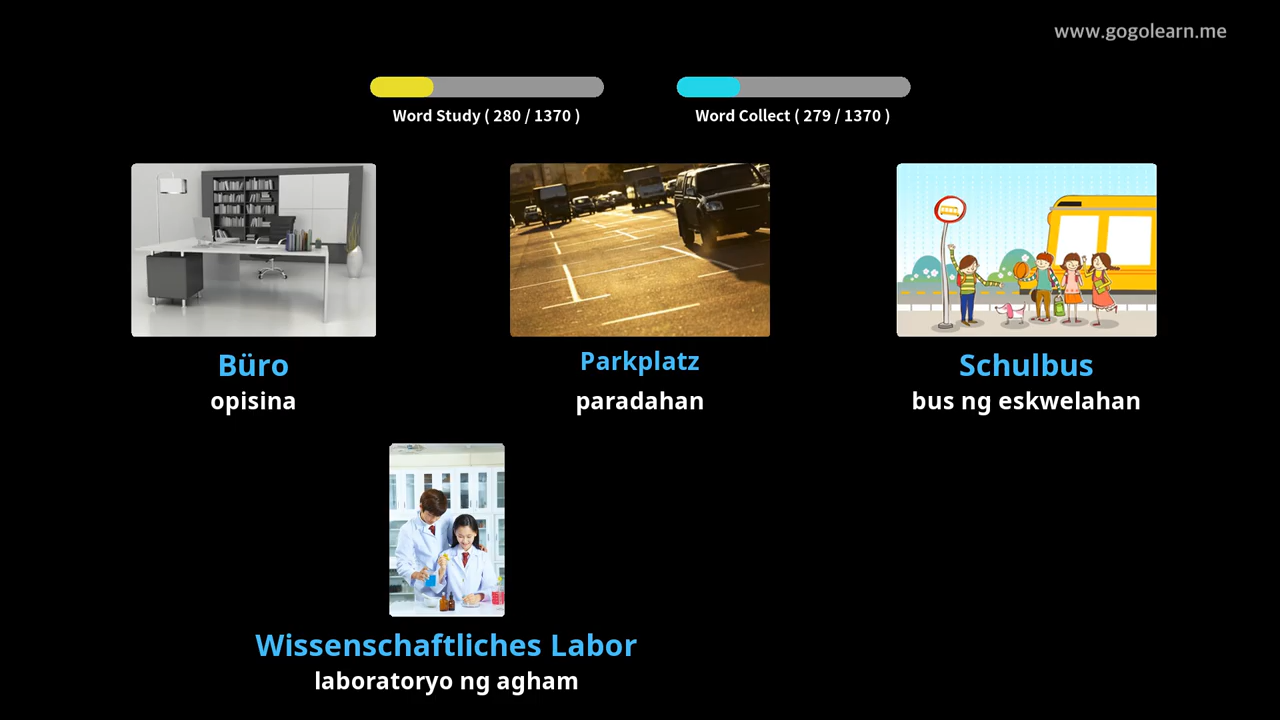 www.gogolearn.me
Word Study ( 280 / 1370 )
Word Collect ( 279 / 1370 )
Büro
opisina
Parkplatz
paradahan
Schulbus
bus ng eskwelahan
Wissenschaftliches Labor
laboratoryo ng agham